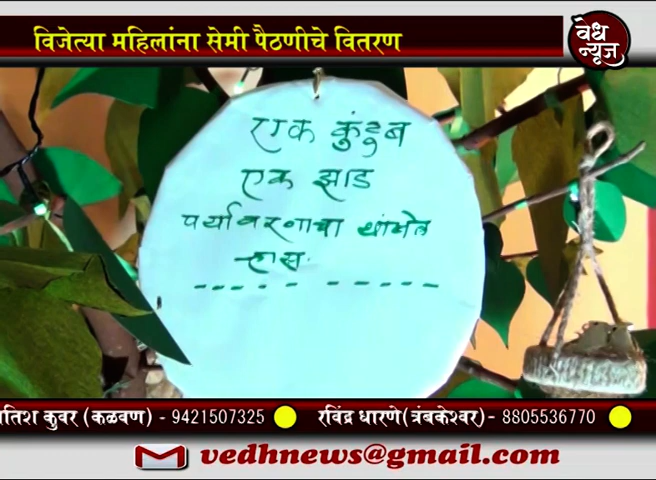 विजेत्या महिलांना सेमी पैठणीचे वितरण
वेध
न्यूज
एक कुंटुब
एक झाड
पर्यावरणाचा थांबेल
ऱ्हास.
तिश कुवर (कळवण) - 9421507325 रविंद्र धारणे(त्रंबकेश्वर)- 8805536770
vedhnews@gmail.com